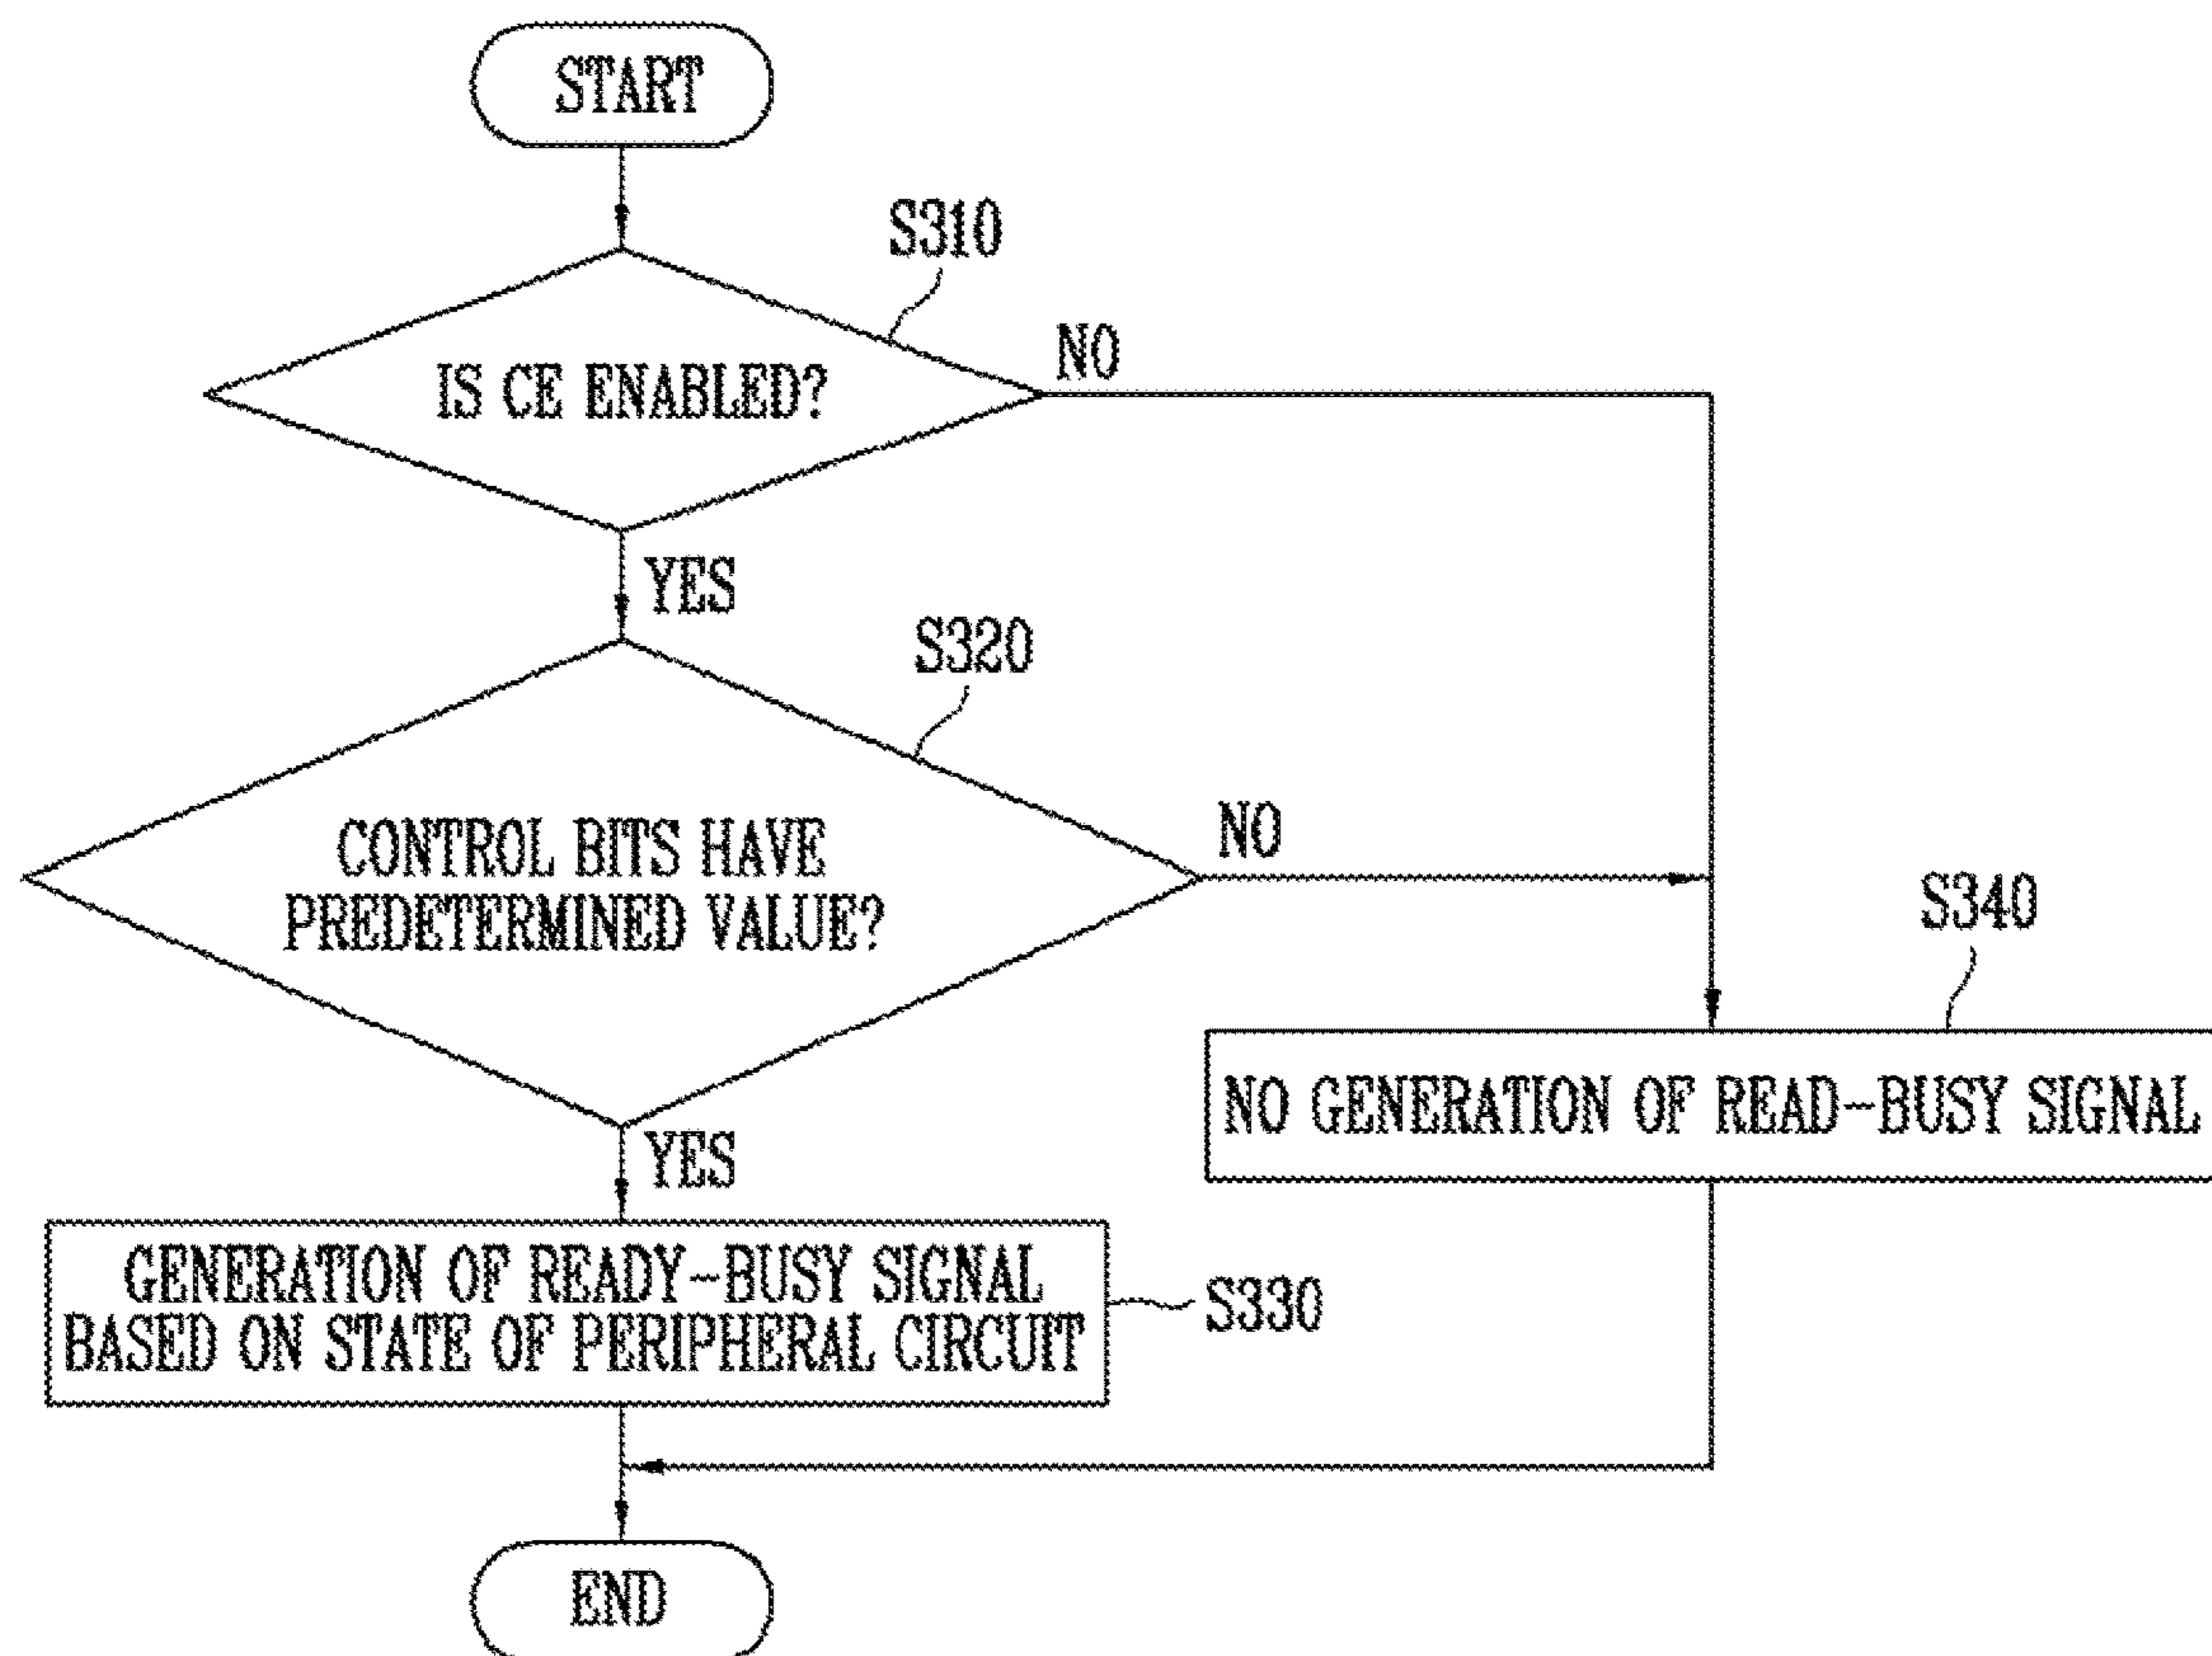 START
S310
IS CE ENABLED?
NO
YES
S320
CONTROL BITS HAVE
PREDETERMINED VALUE?
NO
S340
NO GENERATION OF READ-BUSY SIGNAL
YES
GENERATION OF READY-BUSY SIGNAL
BASED ON STATE OF PERIPHERAL CIRCUIT
S330
END